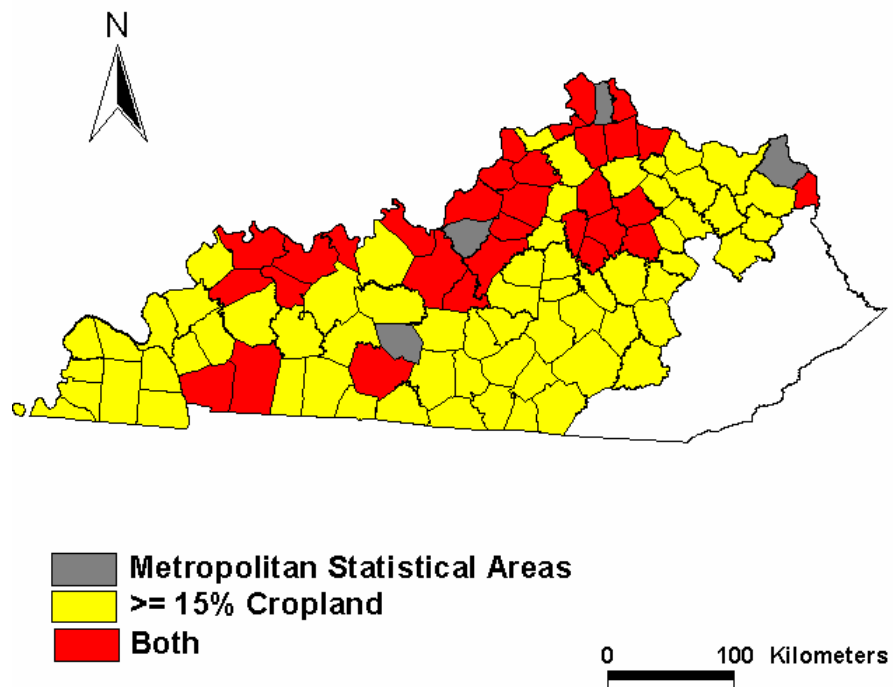 N
Metropolitan Statistical Areas
>= 15% Cropland
Both
0 100 Kilometers